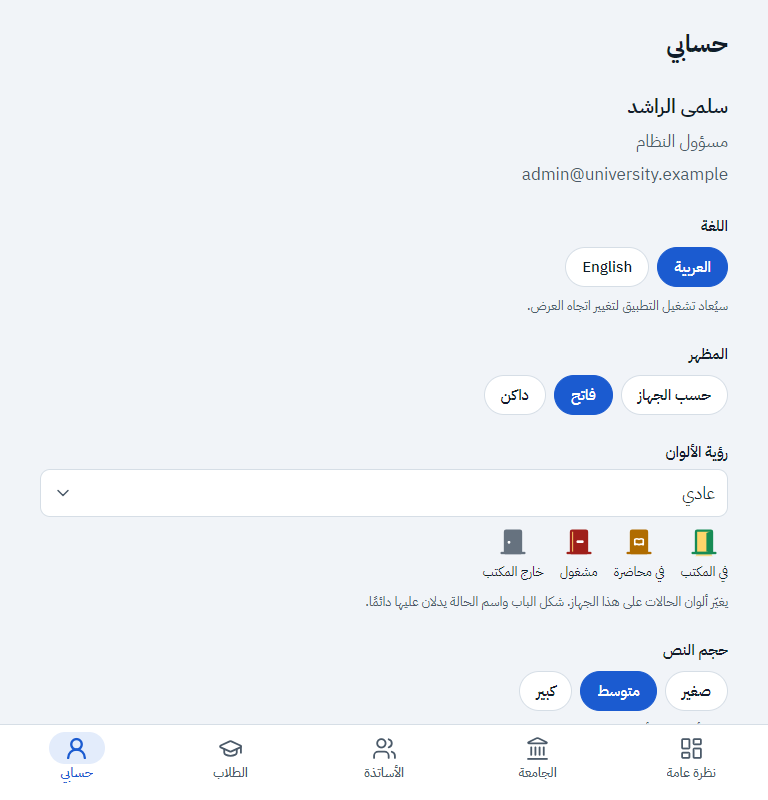 حسابي
سلمى الراشد
مسؤول النظام
admin@university.example
اللغة
العربية English
سيُعاد تشغيل التطبيق لتغيير اتجاه العرض.
المظهر
حسب الجهاز فاتح داكن
رؤية الألوان
عادي
في المكتب في محاضرة مشغول خارج المكتب
يغيّر ألوان الحالات على هذا الجهاز. شكل الباب واسم الحالة يدلان عليها دائمًا.
حجم النص
صغير متوسط كبير
نظرة عامة الجامعة الأساتذة الطلاب حسابي